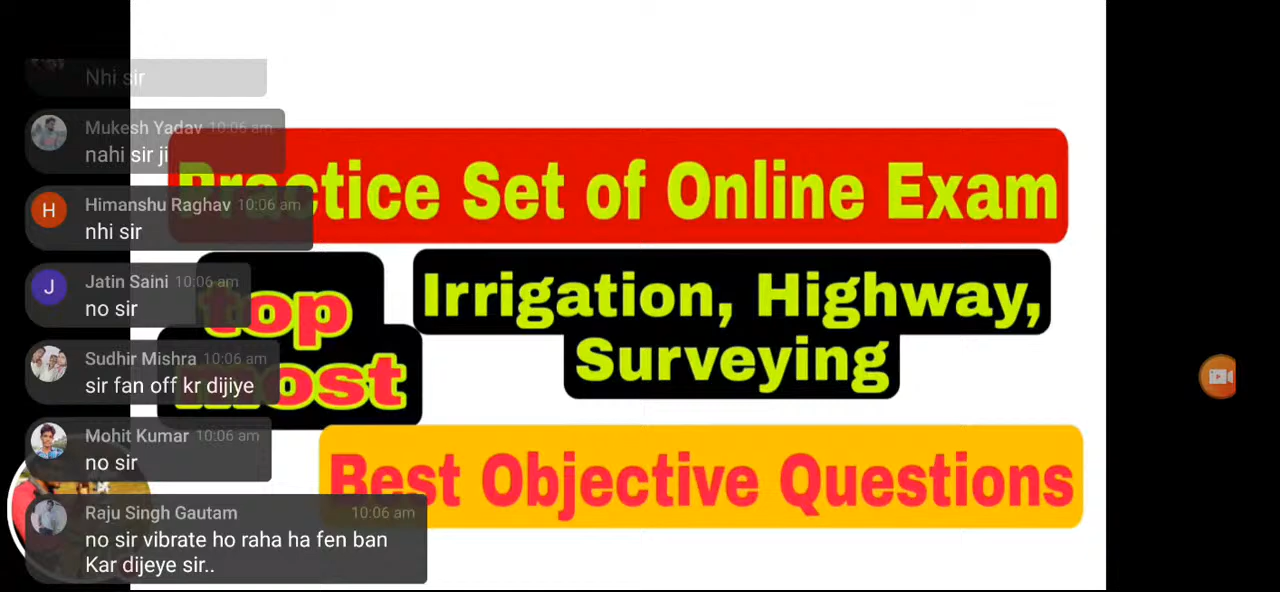 Nhi sir
Mukesh Yadav 10:06 am
nahi sir ji
Himanshu Raghav 10:06 am
nhi sir
Jatin Saini 10:06 am
no sir
Sudhir Mishra 10:06 am
sir fan off kr dijiye
Mohit Kumar 10:06 am
no sir
Raju Singh Gautam 10:06 am
no sir vibrate ho raha ha fen ban
Kar dijeye sir..
Practice Set of Online Exam
top
most
Irrigation, Highway,
Surveying
Best Objective Questions